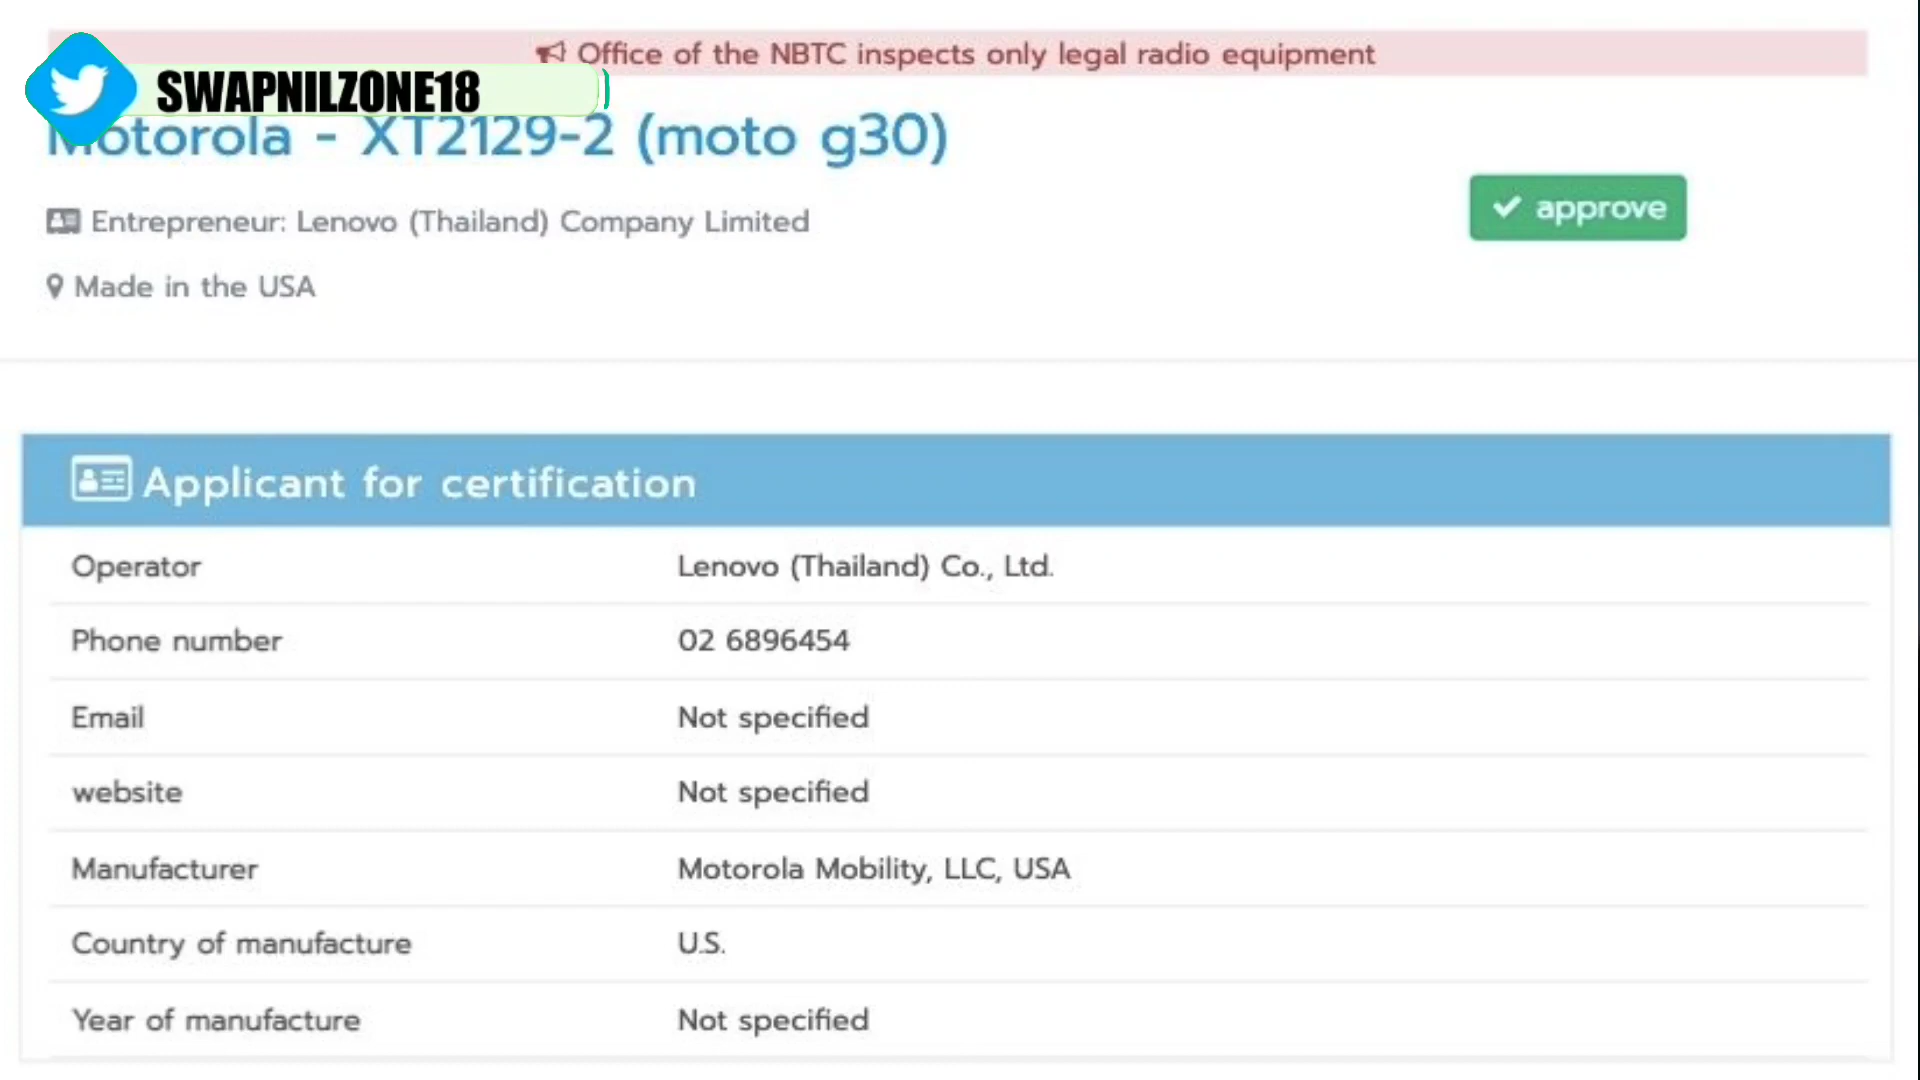 Office of the NBTC inspects only legal radio equipment
SWAPNILZONE18
Motorola - XT2129-2 (moto g30)
Entrepreneur: Lenovo (Thailand) Company Limited
approve
Made in the USA
Applicant for certification
Operator Lenovo (Thailand) Co., Ltd.
Phone number 02 6896454
Email Not specified
website Not specified
Manufacturer Motorola Mobility, LLC, USA
Country of manufacture U.S.
Year of manufacture Not specified